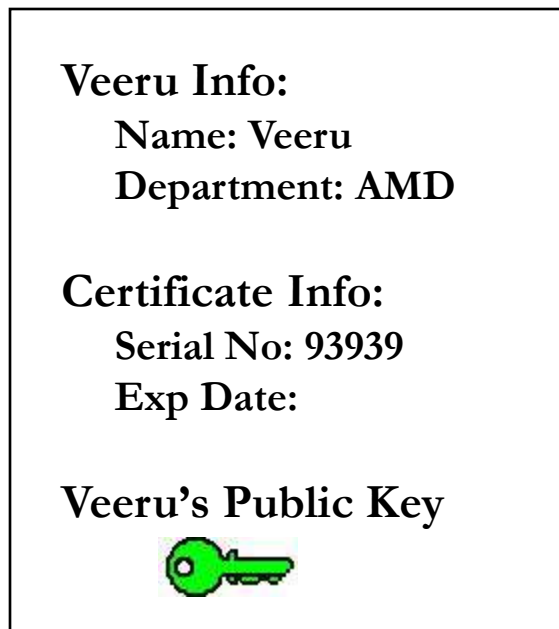 Veeru Info:
Name: Veeru
Department: AMD
Certificate Info:
Serial No: 93939
Exp Date:
Veeru’s Public Key